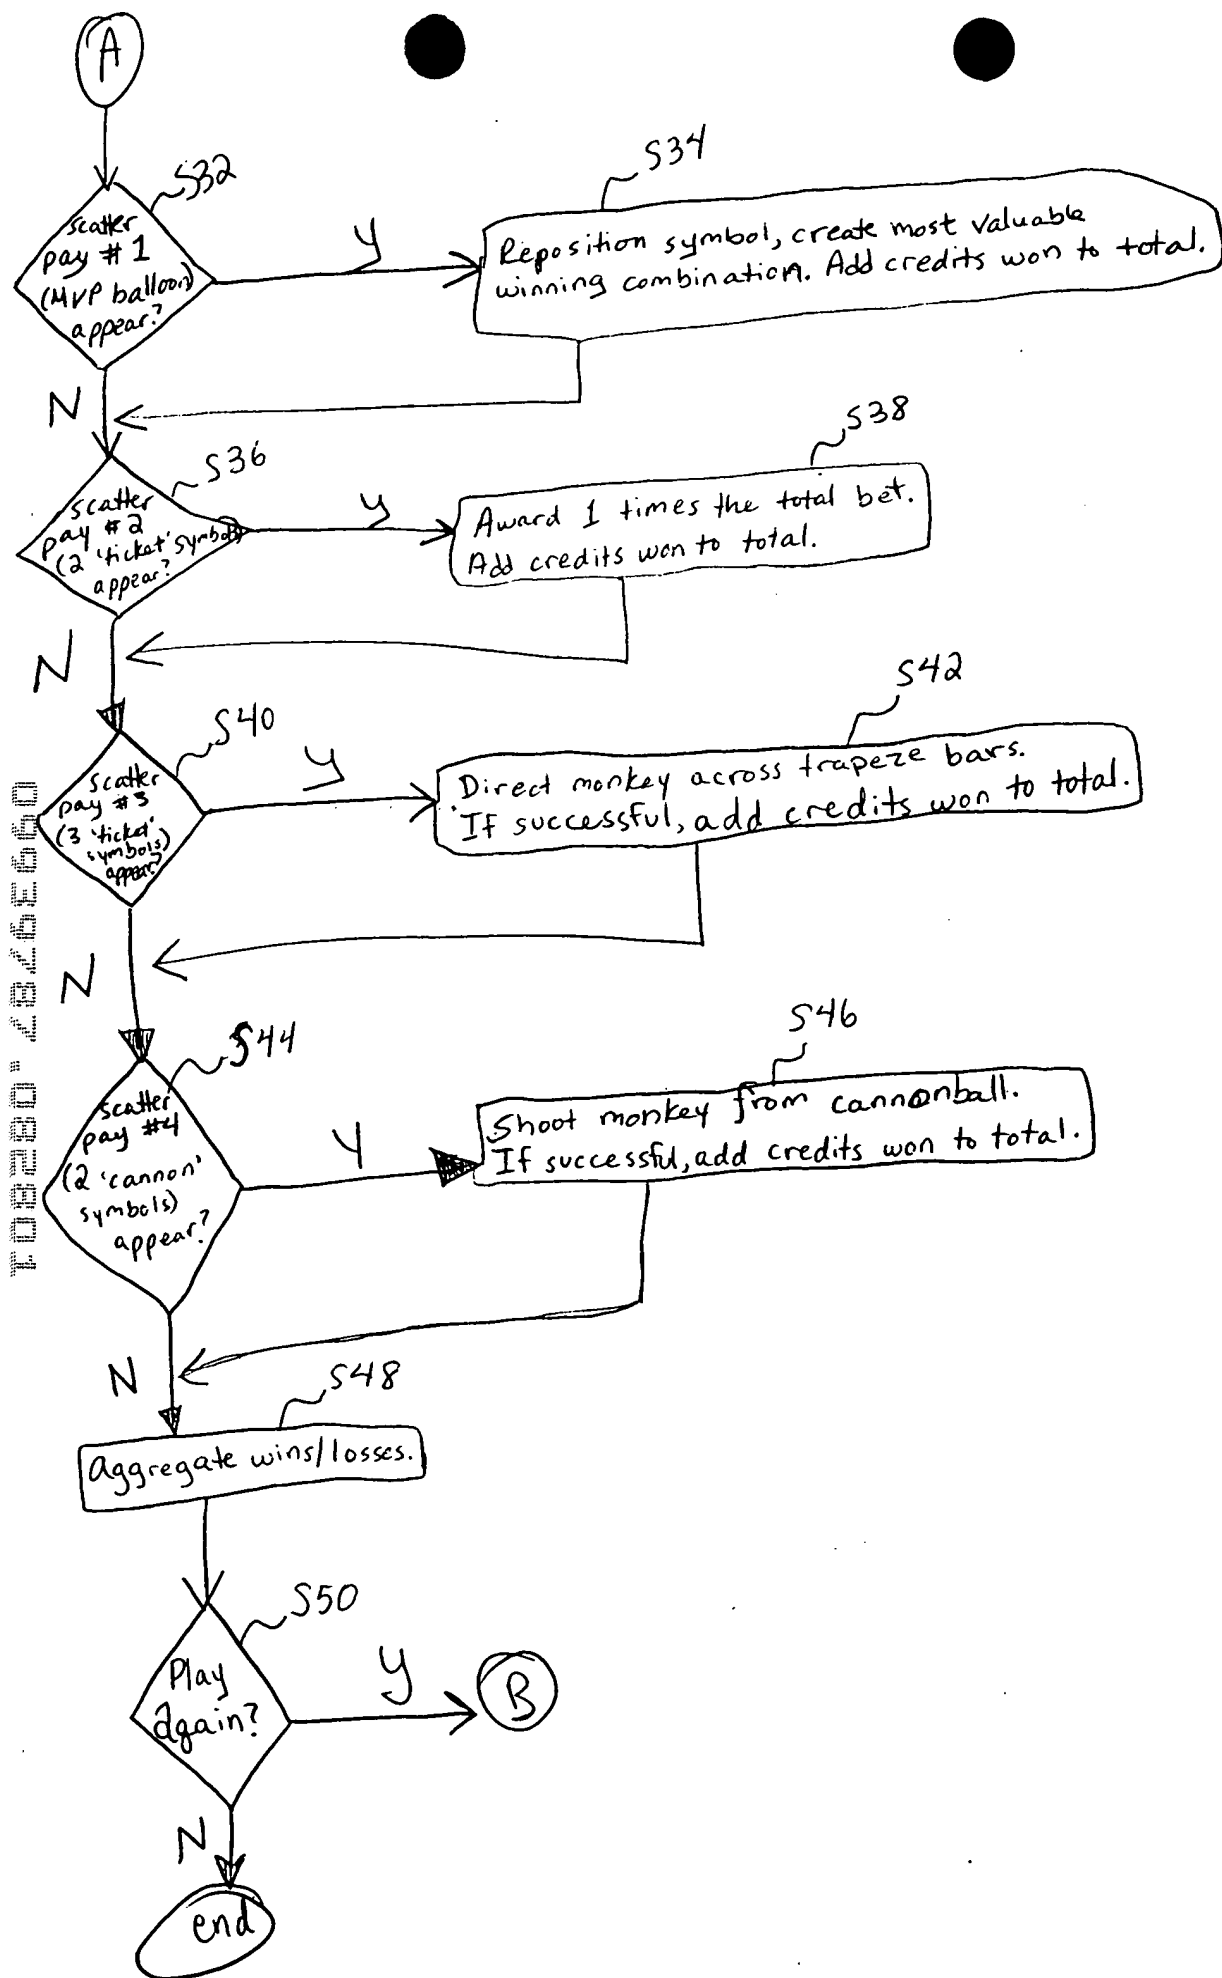 A
S32
scatter
pay # 1
(MVP balloon)
appear?
y
S34
Reposition symbol, create most valuable
winning combination. Add credits won to total.
N
S36
scatter
pay #2
(2 'ticket' symbols)
appear?
y
S38
Award 1 times the total bet.
Add credits won to total.
N
S40
scatter
pay #3
(3 'ticket'
symbols)
appear?
y
S42
Direct monkey across trapeze bars.
If successful, add credits won to total.
N
S44
scatter
pay #4
(2 'cannon'
symbols)
appear?
Y
S46
Shoot monkey from cannonball.
If successful, add credits won to total.
N
S48
Aggregate wins/losses.
S50
Play
again?
y
B
N
end
09939787.082801